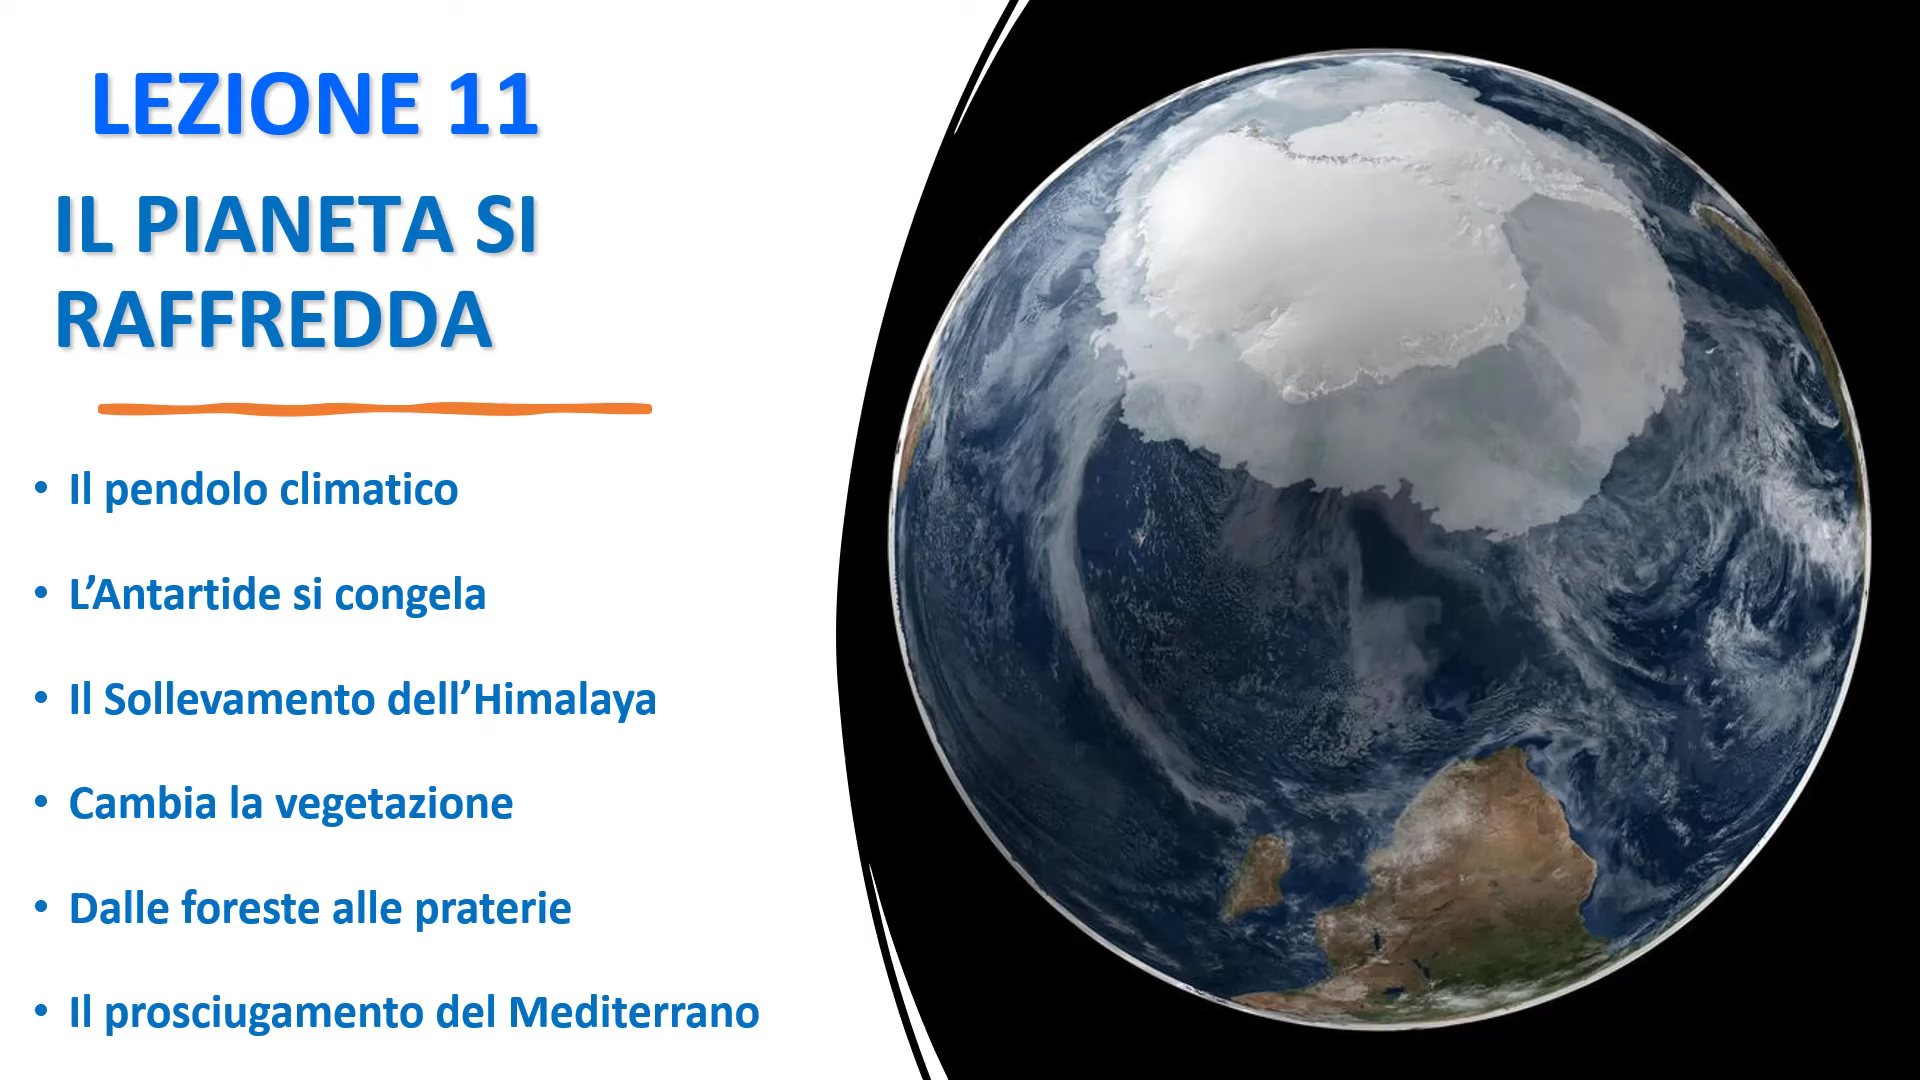 LEZIONE 11
IL PIANETA SI
RAFFREDDA
• Il pendolo climatico
• L’Antartide si congela
• Il Sollevamento dell’Himalaya
• Cambia la vegetazione
• Dalle foreste alle praterie
• Il prosciugamento del Mediterrano